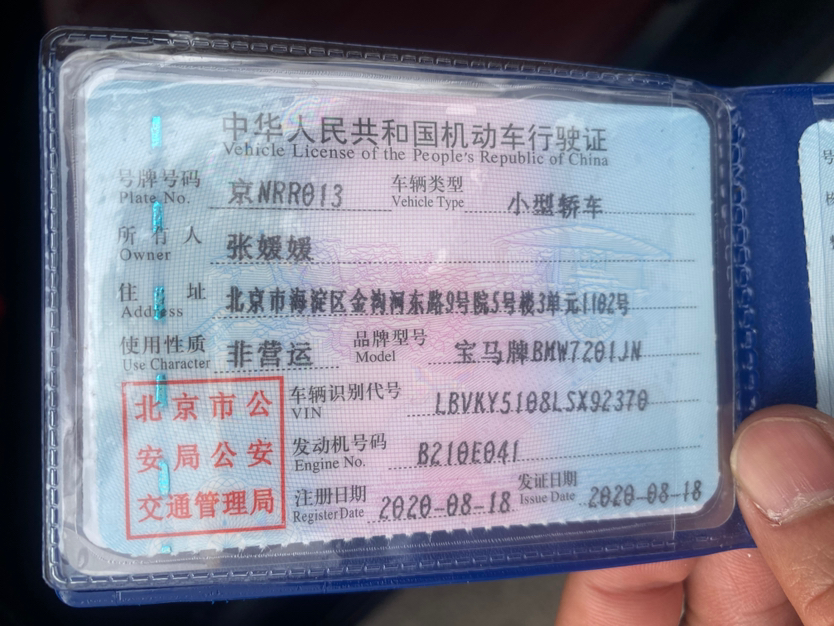 中华人民共和国机动车行驶证
Vehicle License of the People's Republic of China
号牌号码 京NRR013 车辆类型 小型轿车
Plate No. Vehicle Type
所有人 张媛媛
Owner
住址 北京市海淀区金沟河东路9号院5号楼3单元1102号
Address
使用性质 非营运 品牌型号 宝马牌BMW7201JN
Use Character Model
北京市公安局公安交通管理局
车辆识别代号 LBVKY5108LSX92370
VIN
发动机号码 B210E041
Engine No.
注册日期 2020-08-18 发证日期 2020-08-18
Register Date Issue Date
号